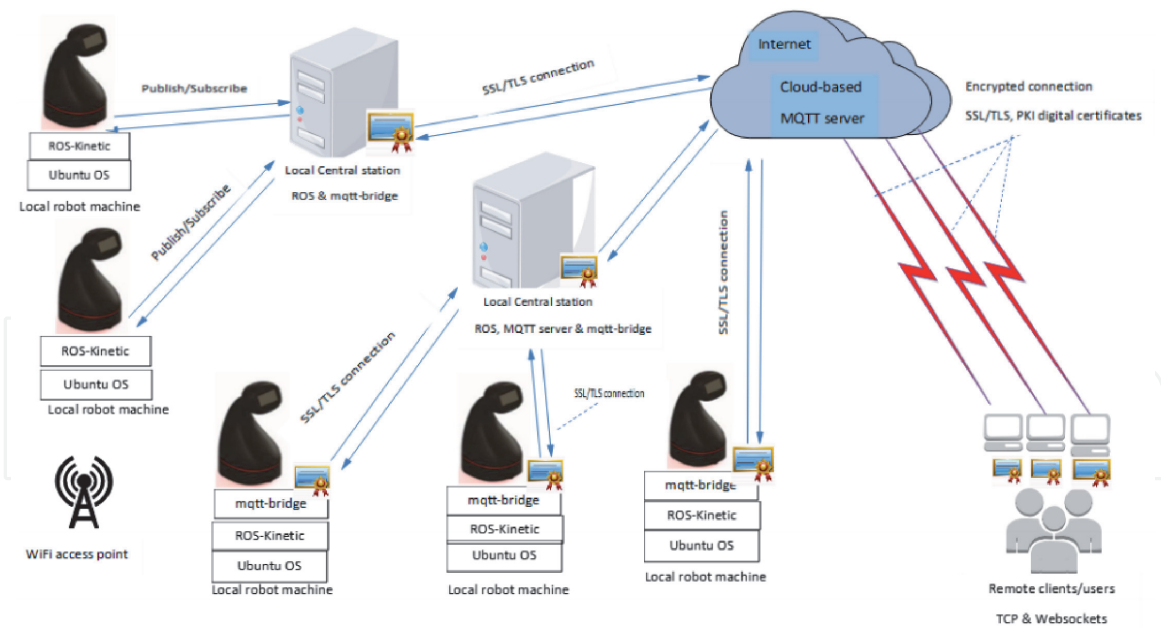 Internet
Cloud-based
MQTT server
Encrypted connection
SSL/TLS, PKI digital certificates
Publish/Subscribe
SSL/TLS connection
ROS-Kinetic
Ubuntu OS
Local robot machine
Local Central station
ROS & mqtt-bridge
Publish/Subscribe
ROS-Kinetic
Ubuntu OS
Local robot machine
Local Central station
ROS, MQTT server & mqtt-bridge
SSL/TLS connection
SSL/TLS connection
SSL/TLS connection
WiFi access point
mqtt-bridge
ROS-Kinetic
Ubuntu OS
Local robot machine
mqtt-bridge
ROS-Kinetic
Ubuntu OS
Local robot machine
mqtt-bridge
ROS-Kinetic
Ubuntu OS
Local robot machine
Remote clients/users
TCP & Websockets